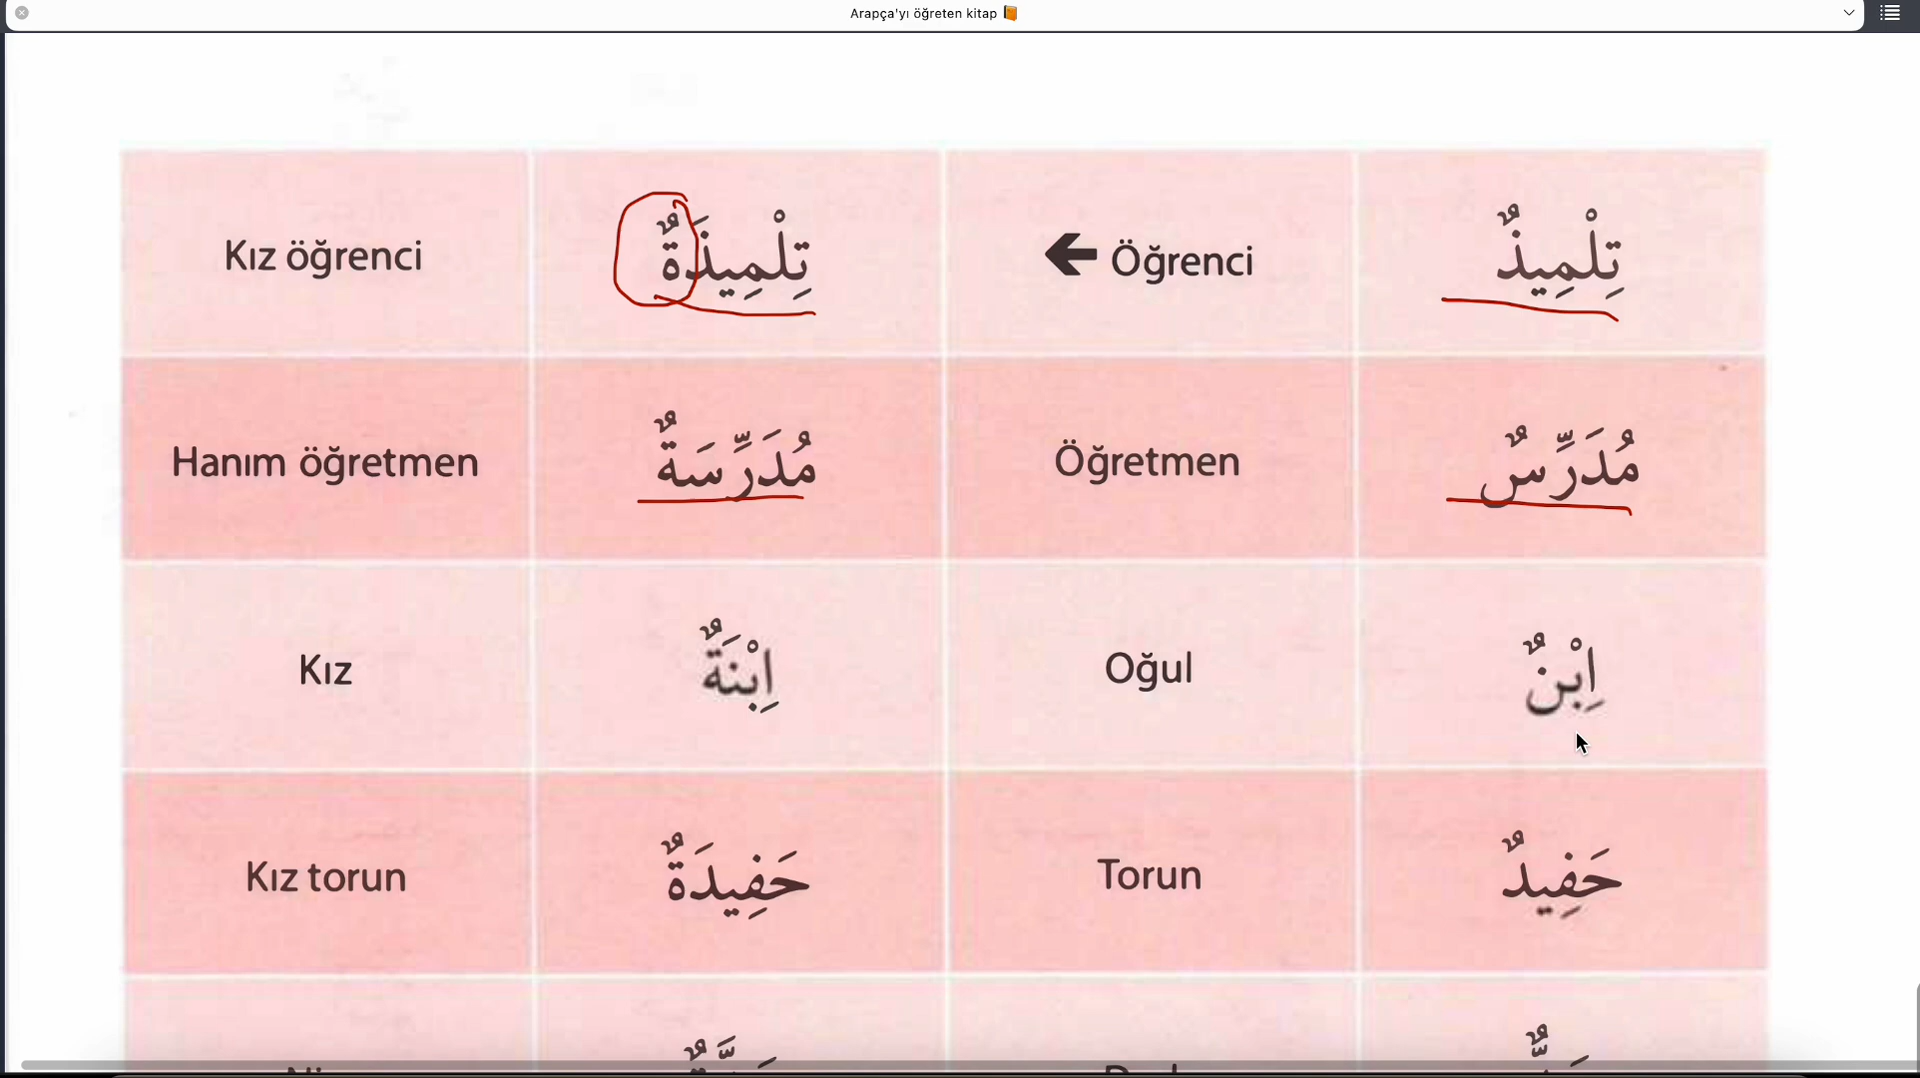 Arapça'yı öğreten kitap
تِلْمِيذٌ Öğrenci تِلْمِيذَةٌ Kız öğrenci
مُدَرِّسٌ Öğretmen مُدَرِّسَةٌ Hanım öğretmen
اِبْنٌ Oğul اِبْنَةٌ Kız
حَفِيدٌ Torun حَفِيدَةٌ Kız torun